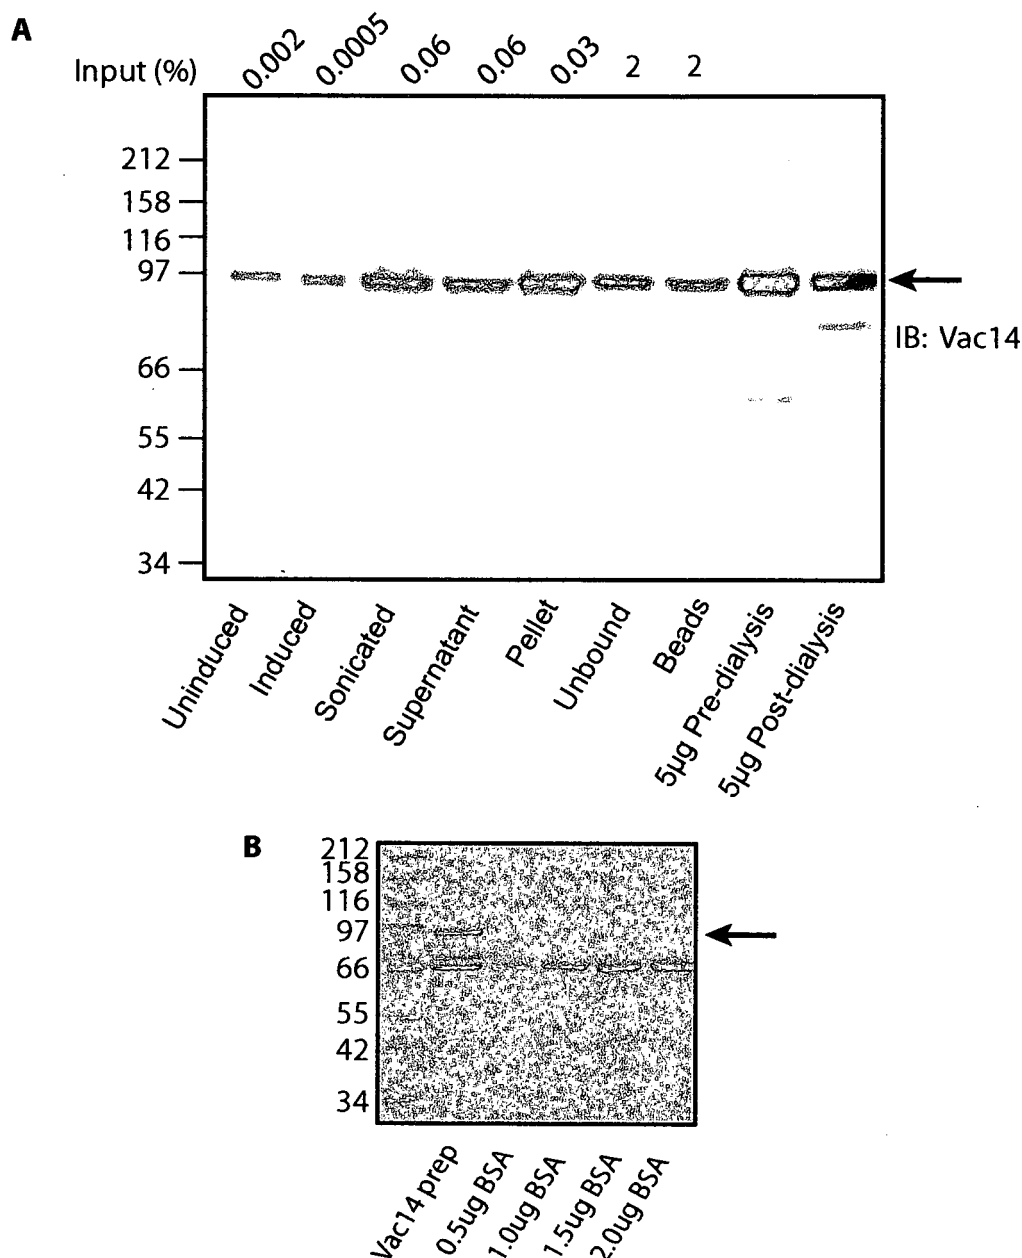 A
Input (%) 0.002 0.0005 0.06 0.06 0.03 2 2
212
158
116
97
66
55
42
34
IB: Vac14
Uninduced
Induced
Sonicated
Supernatant
Pellet
Unbound
Beads
5µg Pre-dialysis
5µg Post-dialysis
B
212
158
116
97
66
55
42
34
Vac14 prep
0.5ug BSA
1.0ug BSA
1.5ug BSA
2.0ug BSA